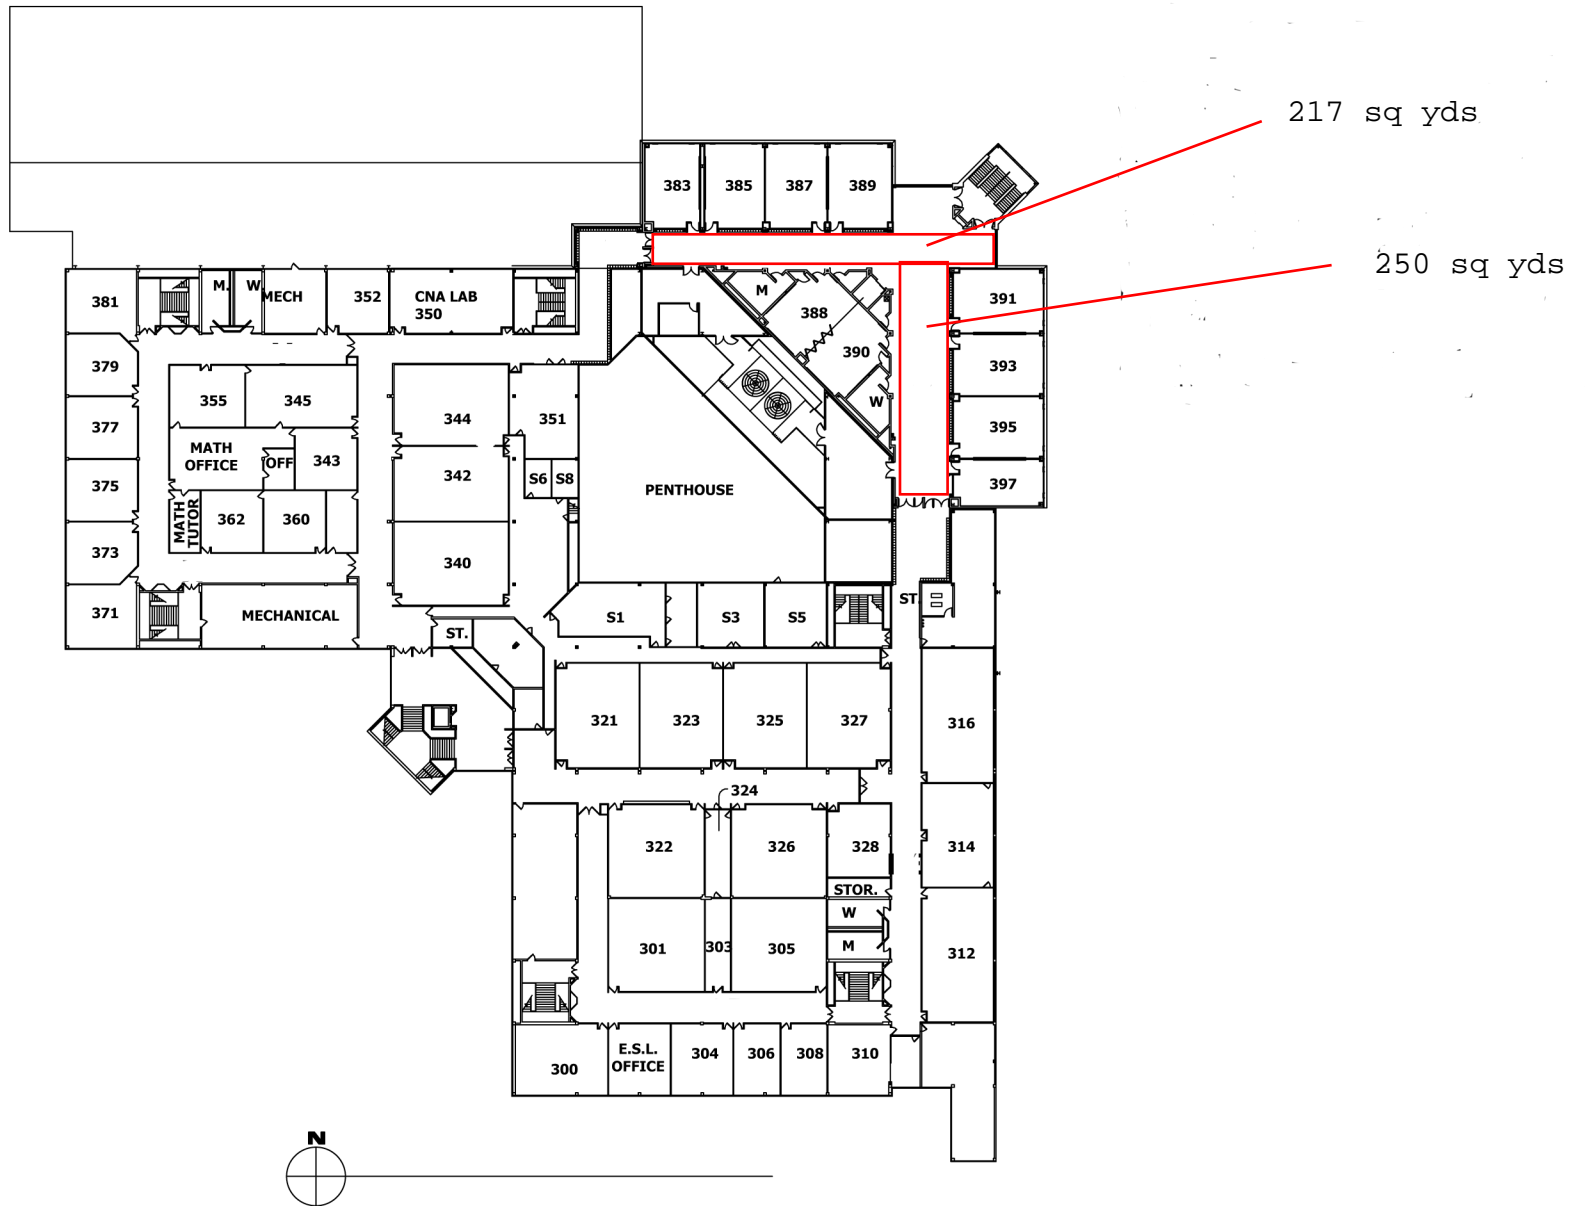 217 sq yds
383 385 387 389
250 sq yds
381
M.
W
MECH
352
CNA LAB
350
M
388
391
379
390
393
355
345
344
351
W
377
395
MATH
OFFICE
OFF
343
342
375
S6
S8
PENTHOUSE
397
MATH
TUTOR
362
360
373
340
371
MECHANICAL
ST.
S1
S3
S5
ST.
321
323
325
327
316
324
322
326
328
314
STOR.
W
301
303
305
M
312
300
E.S.L.
OFFICE
304
306
308
310
N